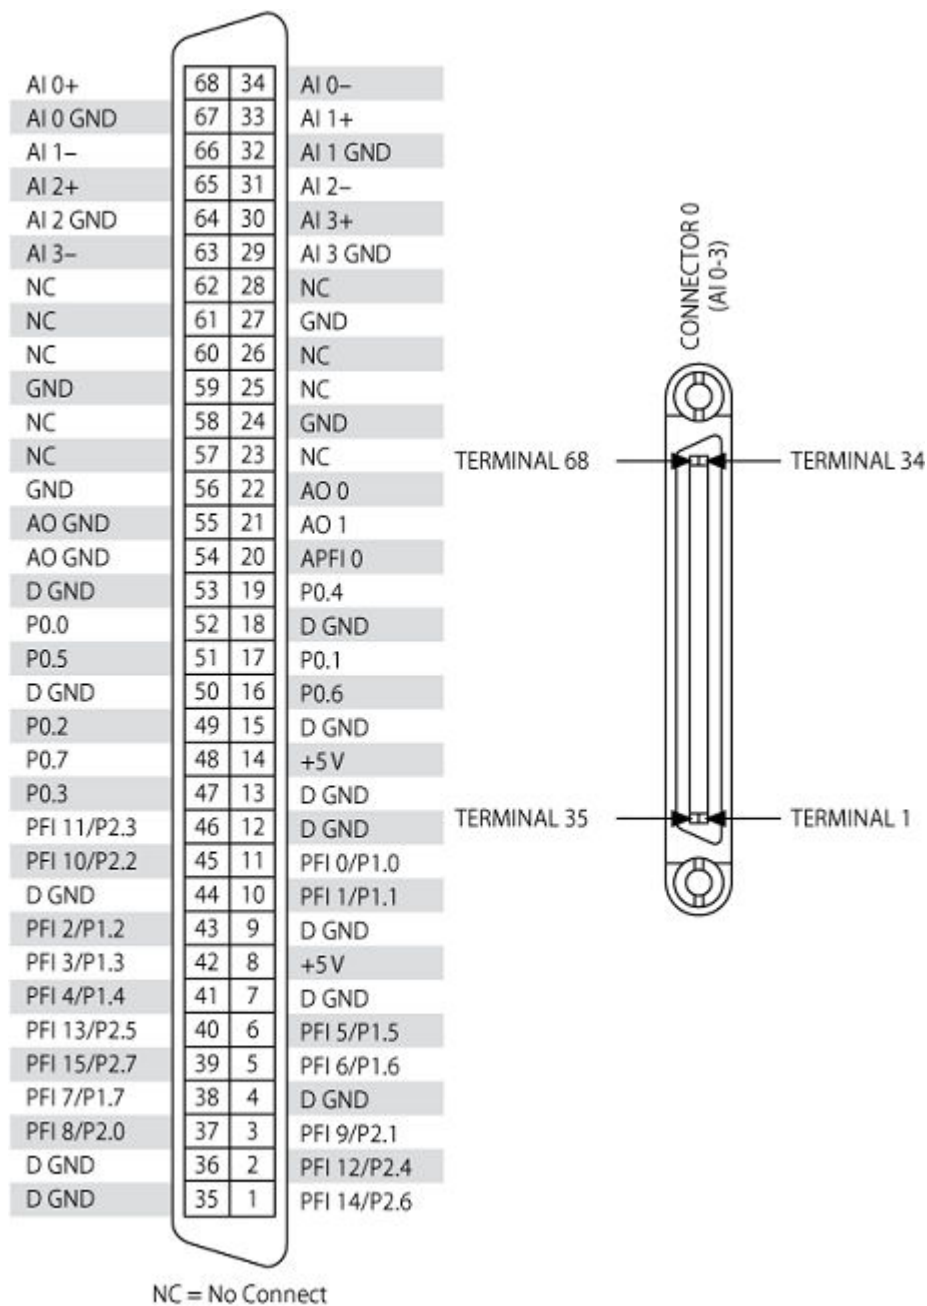 AI 0+ 68 34 AI 0–
AI 0 GND 67 33 AI 1+
AI 1– 66 32 AI 1 GND
AI 2+ 65 31 AI 2–
AI 2 GND 64 30 AI 3+
AI 3– 63 29 AI 3 GND
NC 62 28 NC
NC 61 27 GND
NC 60 26 NC
GND 59 25 NC
NC 58 24 GND
NC 57 23 NC
GND 56 22 AO 0
AO GND 55 21 AO 1
AO GND 54 20 APFI 0
D GND 53 19 P0.4
P0.0 52 18 D GND
P0.5 51 17 P0.1
D GND 50 16 P0.6
P0.2 49 15 D GND
P0.7 48 14 +5 V
P0.3 47 13 D GND
PFI 11/P2.3 46 12 D GND
PFI 10/P2.2 45 11 PFI 0/P1.0
D GND 44 10 PFI 1/P1.1
PFI 2/P1.2 43 9 D GND
PFI 3/P1.3 42 8 +5 V
PFI 4/P1.4 41 7 D GND
PFI 13/P2.5 40 6 PFI 5/P1.5
PFI 15/P2.7 39 5 PFI 6/P1.6
PFI 7/P1.7 38 4 D GND
PFI 8/P2.0 37 3 PFI 9/P2.1
D GND 36 2 PFI 12/P2.4
D GND 35 1 PFI 14/P2.6
NC = No Connect
CONNECTOR 0
(AI 0-3)
TERMINAL 68 TERMINAL 34
TERMINAL 35 TERMINAL 1